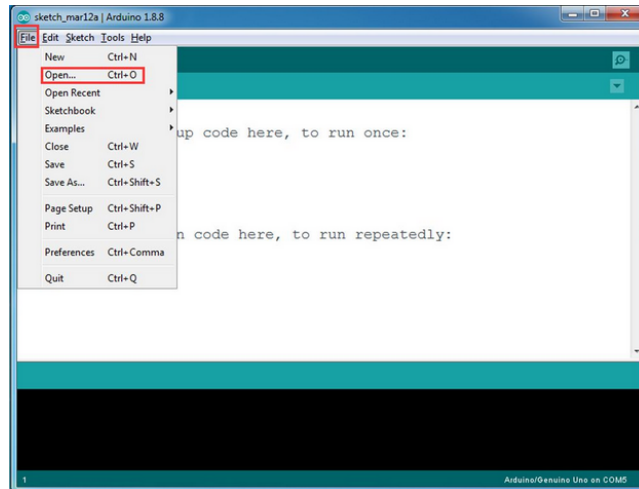 sketch_mar12a | Arduino 1.8.8
File Edit Sketch Tools Help
New Ctrl+N
Open... Ctrl+O
Open Recent
Sketchbook
Examples
up code here, to run once:
Close Ctrl+W
Save Ctrl+S
Save As... Ctrl+Shift+S
Page Setup Ctrl+Shift+P
Print Ctrl+P
n code here, to run repeatedly:
Preferences Ctrl+Comma
Quit Ctrl+Q
1 Arduino/Genuino Uno on COM5